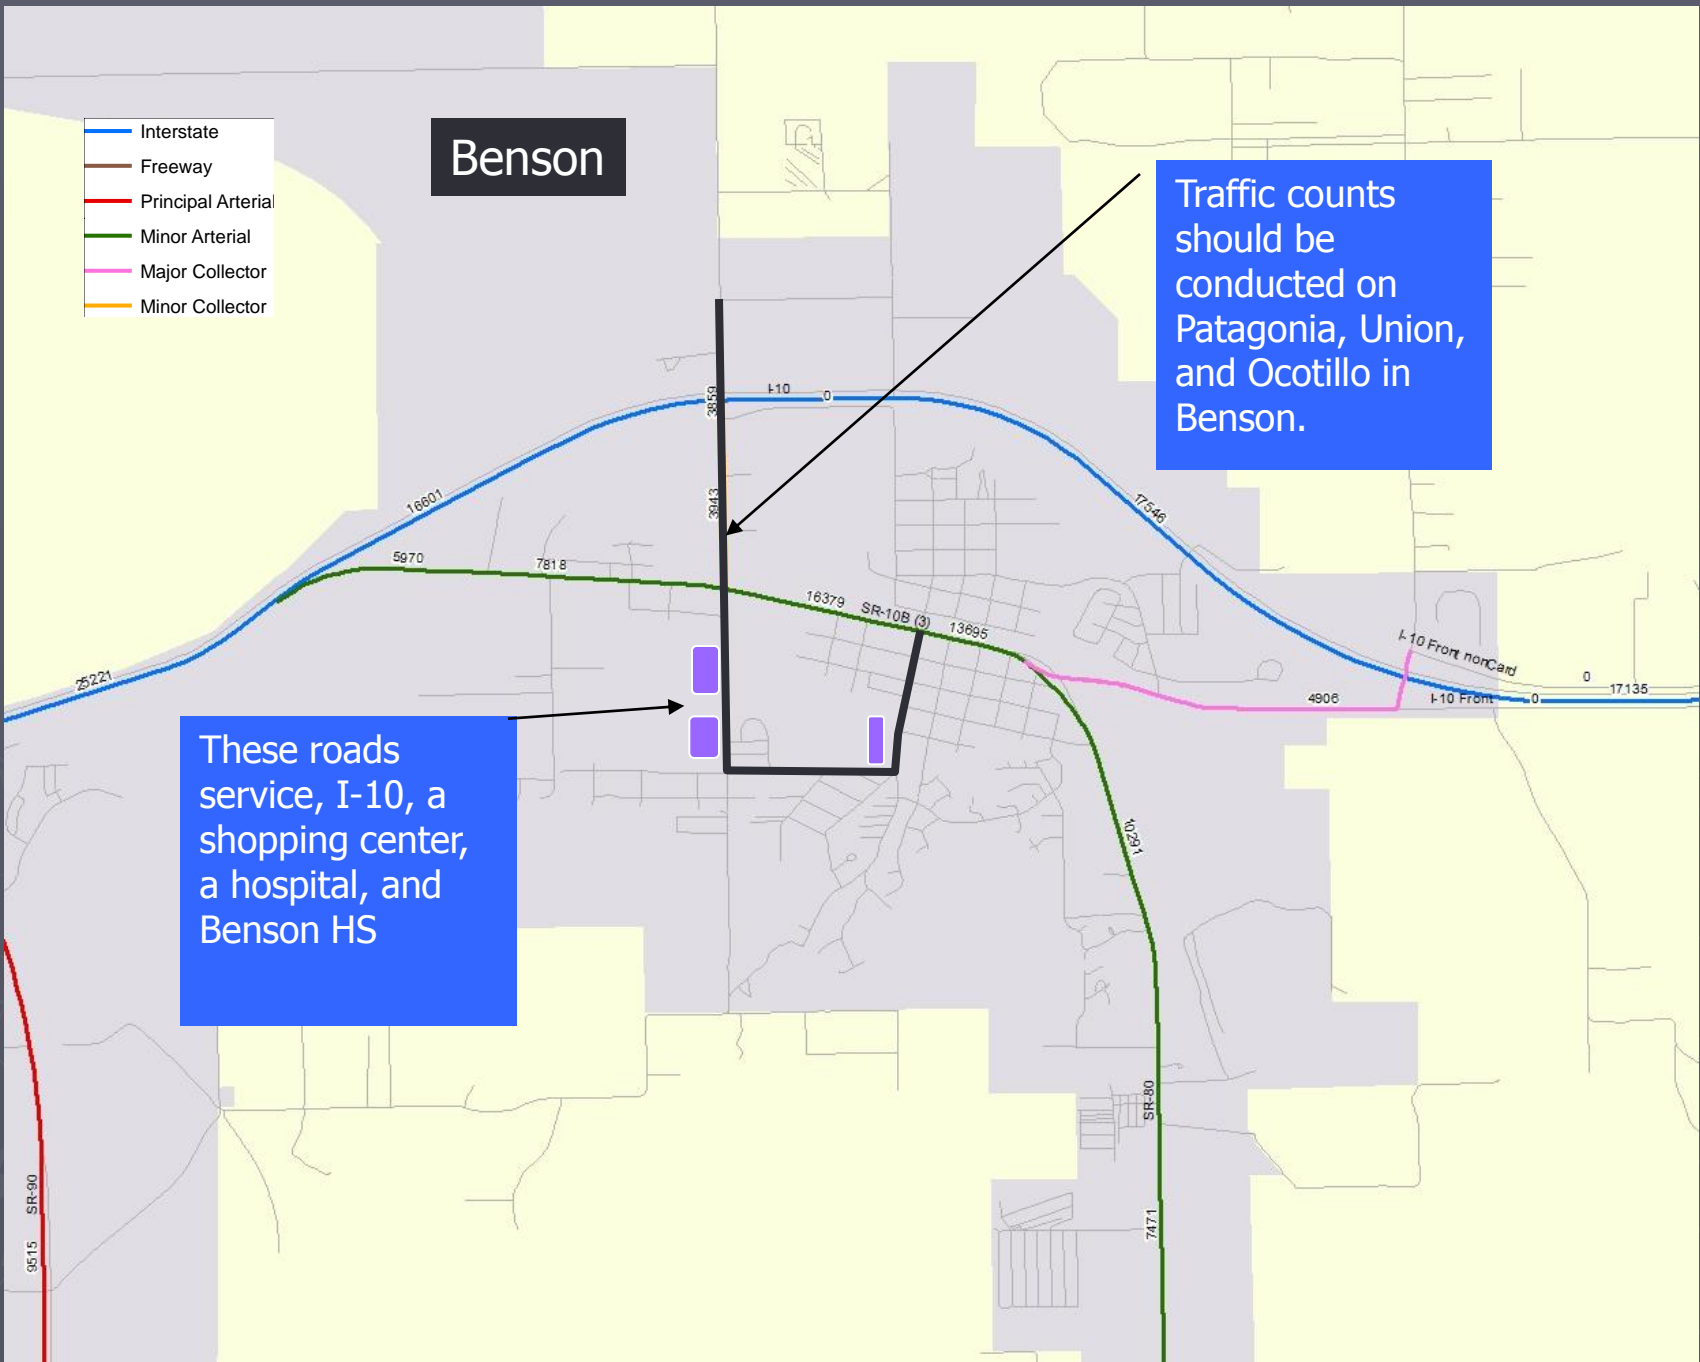 Interstate
Freeway
Principal Arterial
Minor Arterial
Major Collector
Minor Collector
Benson
Traffic counts
should be
conducted on
Patagonia, Union,
and Ocotillo in
Benson.
3859
I-10
0
16601
3943
17546
5970
7818
16379
SR-10B (3)
13695
25221
I-10 Front nonCard
4906
I-10 Front
0
0
17135
These roads
service, I-10, a
shopping center,
a hospital, and
Benson HS
10291
SR-80
7471
SR-90
9515